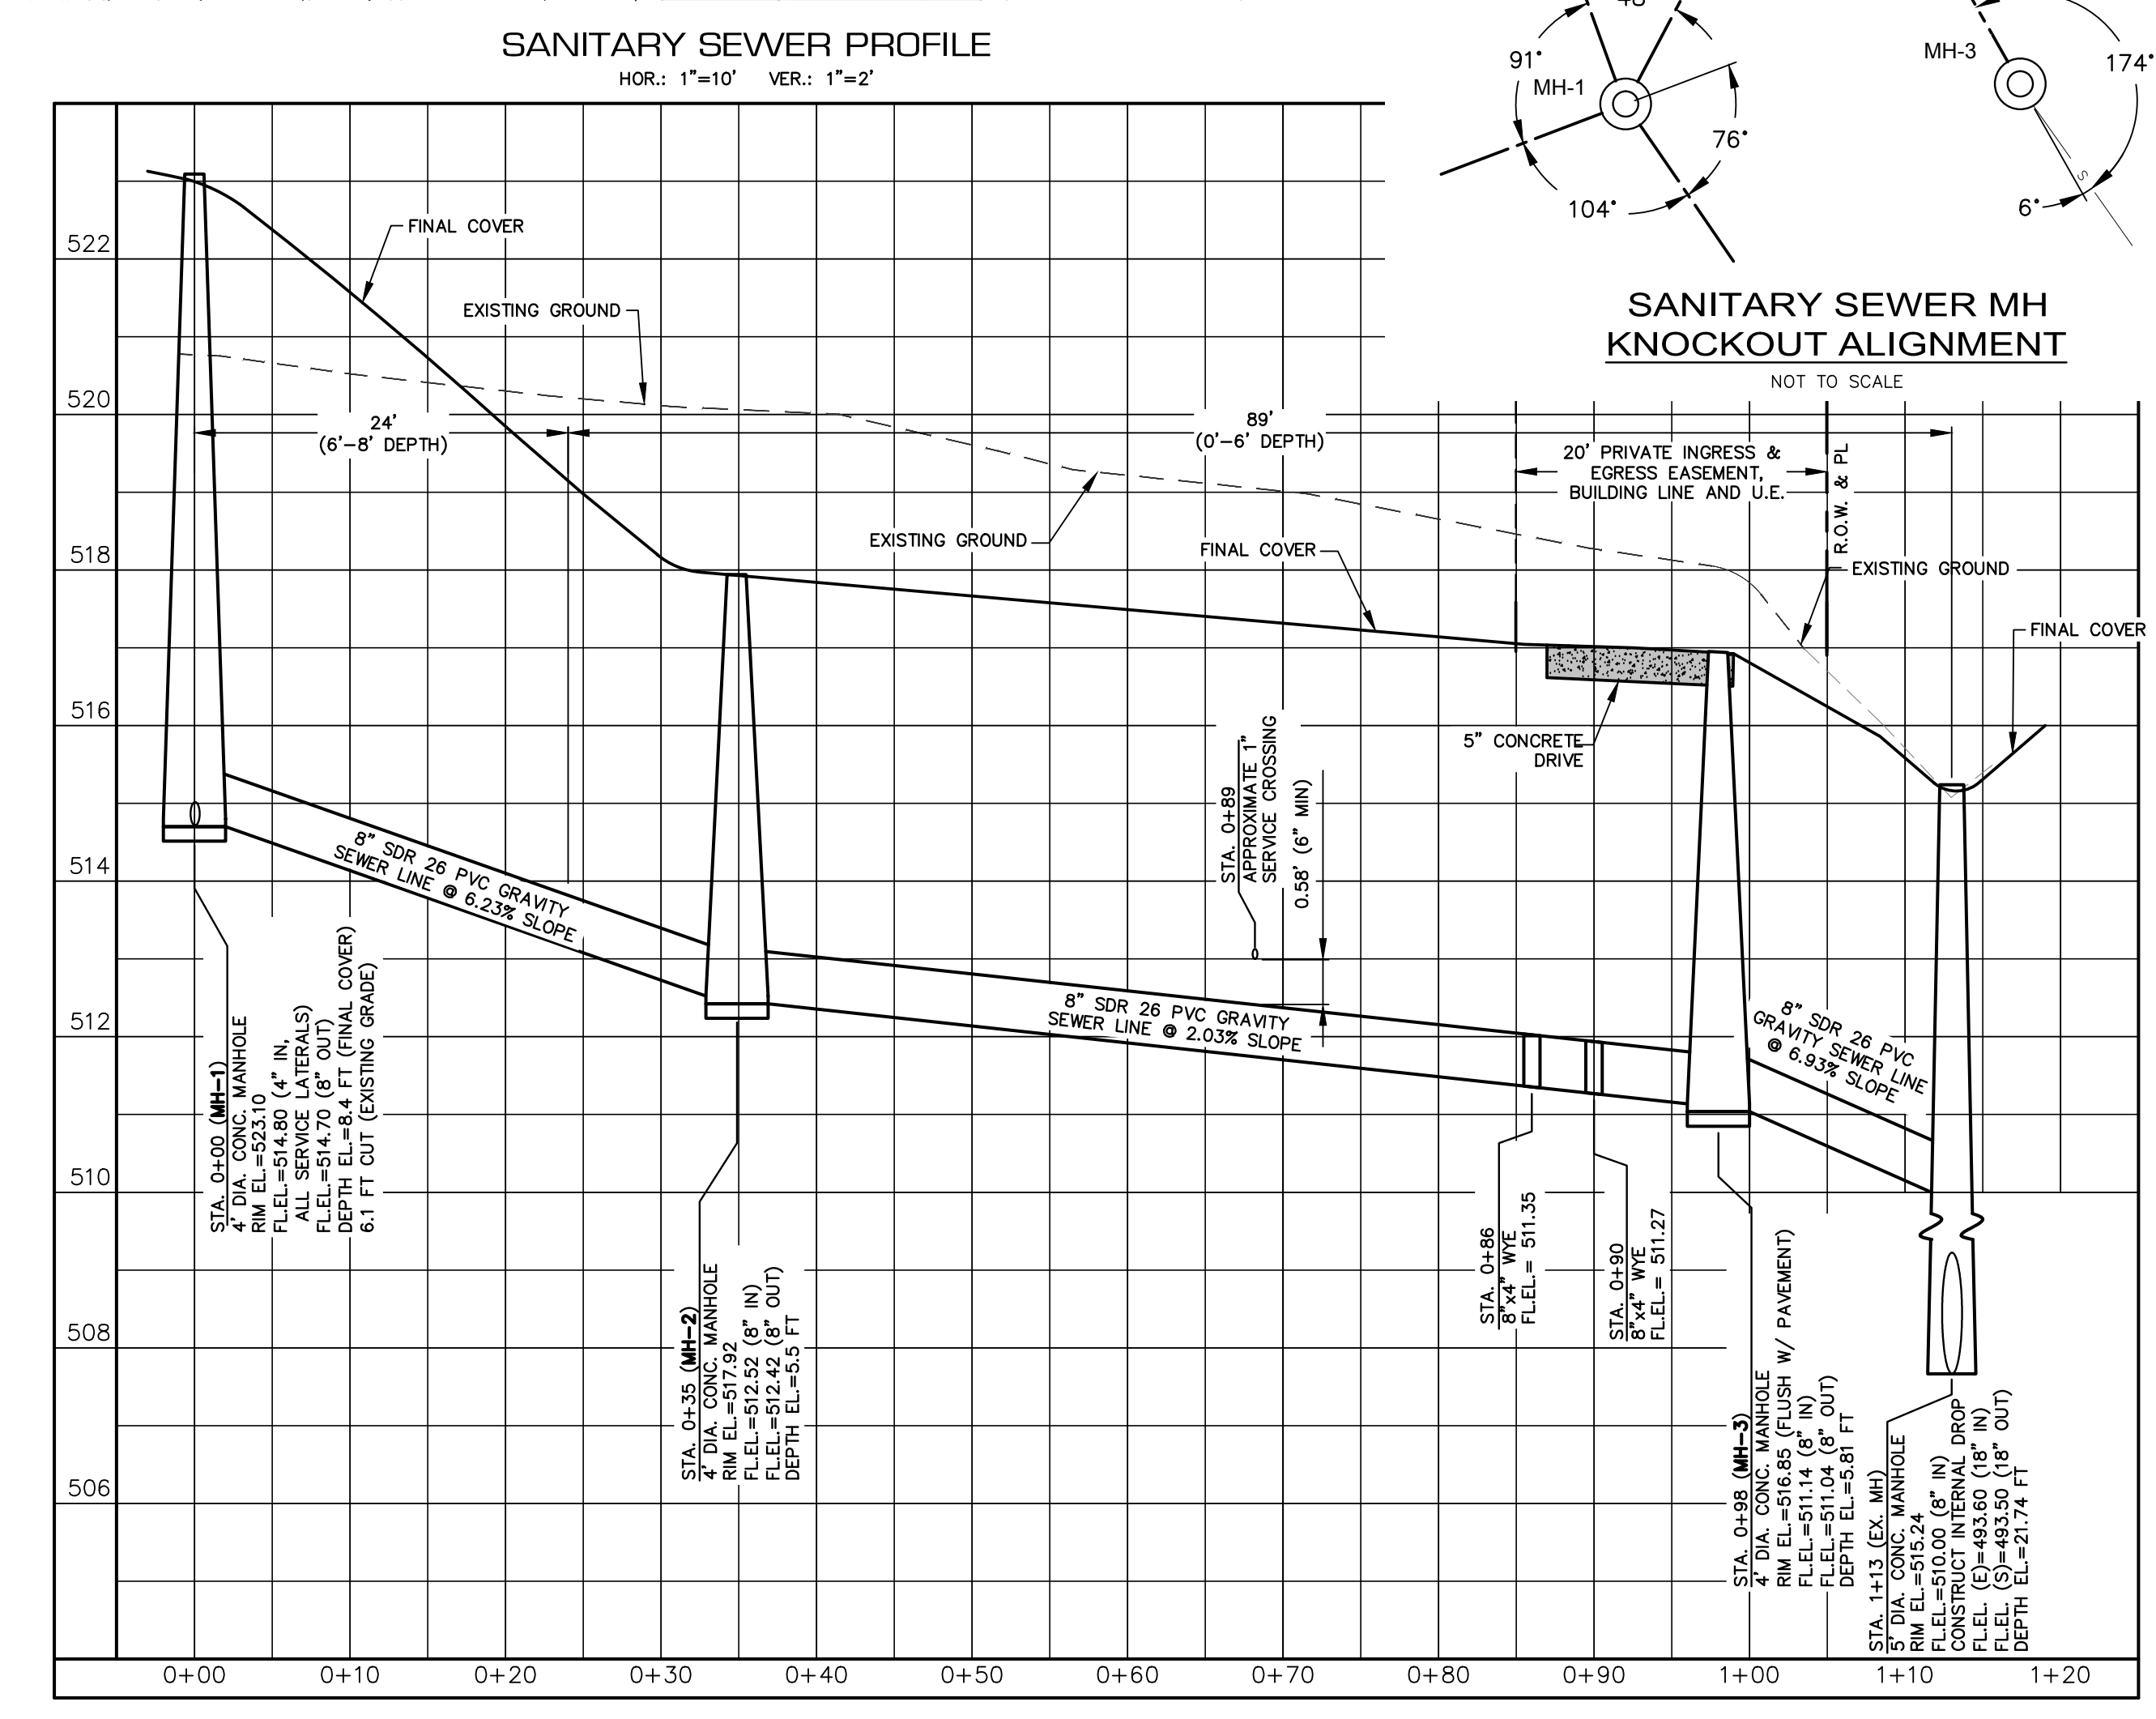 SANITARY SEWER PROFILE
HOR.: 1"=10' VER.: 1"=2'
91°
MH-1
76°
104°
MH-3
174°
S
6°
SANITARY SEWER MH
KNOCKOUT ALIGNMENT
NOT TO SCALE
522
520
518
516
514
512
510
508
506
FINAL COVER
EXISTING GROUND
24'
(6'-8' DEPTH)
89'
(0'-6' DEPTH)
20' PRIVATE INGRESS &
EGRESS EASEMENT,
BUILDING LINE AND U.E.
R.O.W. & PL
EXISTING GROUND
FINAL COVER
EXISTING GROUND
FINAL COVER
5" CONCRETE
DRIVE
STA. 0+89
APPROXIMATE 1"
SERVICE CROSSING
0.58' (6" MIN)
8" SDR 26 PVC GRAVITY
SEWER LINE @ 6.23% SLOPE
8" SDR 26 PVC GRAVITY
SEWER LINE @ 2.03% SLOPE
8" SDR 26 PVC
GRAVITY SEWER LINE
@ 6.93% SLOPE
STA. 0+00 (MH-1)
4' DIA. CONC. MANHOLE
RIM EL.=523.10
FL.EL.=514.80 (4" IN,
ALL SERVICE LATERALS)
FL.EL.=514.70 (8" OUT)
DEPTH EL.=8.4 FT (FINAL COVER)
6.1 FT CUT (EXISTING GRADE)
STA. 0+35 (MH-2)
4' DIA. CONC. MANHOLE
RIM EL.=517.92
FL.EL.=512.52 (8" IN)
FL.EL.=512.42 (8" OUT)
DEPTH EL.=5.5 FT
STA. 0+86
8"x4" WYE
FL.EL.= 511.35
STA. 0+90
8"x4" WYE
FL.EL.= 511.27
STA. 0+98 (MH-3)
4' DIA. CONC. MANHOLE
RIM EL.=516.85 (FLUSH W/ PAVEMENT)
FL.EL.=511.14 (8" IN)
FL.EL.=511.04 (8" OUT)
DEPTH EL.=5.81 FT
STA. 1+13 (EX. MH)
5' DIA. CONC. MANHOLE
RIM EL.=515.24
FL.EL.=510.00 (8" IN)
CONSTRUCT INTERNAL DROP
FL.EL. (E)=493.60 (18" IN)
FL.EL. (S)=493.50 (18" OUT)
DEPTH EL.=21.74 FT
0+00 0+10 0+20 0+30 0+40 0+50 0+60 0+70 0+80 0+90 1+00 1+10 1+20